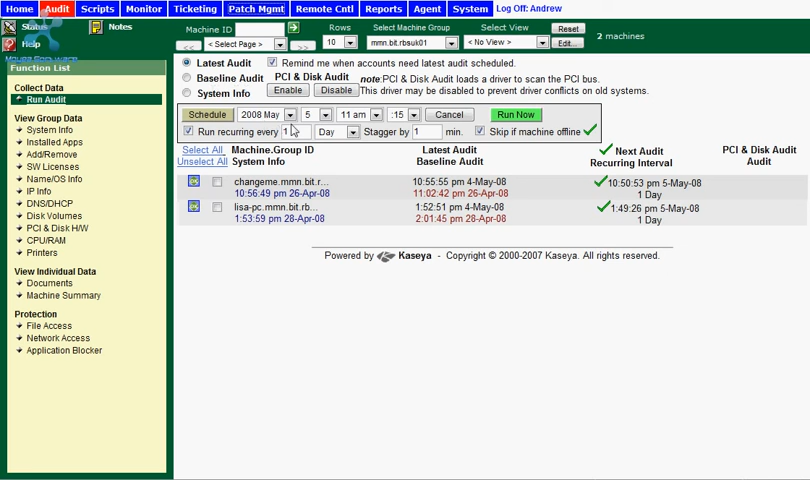 Home Audit Scripts Monitor Ticketing Patch Mgmt Remote Cntl Reports Agent System Log Off: Andrew
Status Notes
Help
Machine ID
<< < Select Page > >>
Rows
10
Select Machine Group
mmn.bit.rbsuk01
Select View
< No View >
Reset
Edit...
2 machines
Function List
Collect Data
Run Audit
View Group Data
System Info
Installed Apps
Add/Remove
SW Licenses
Name/OS Info
IP Info
DNS/DHCP
Disk Volumes
PCI & Disk H/W
CPU/RAM
Printers
View Individual Data
Documents
Machine Summary
Protection
File Access
Network Access
Application Blocker
Latest Audit
Baseline Audit
System Info
Remind me when accounts need latest audit scheduled.
PCI & Disk Audit
Enable Disable
note:PCI & Disk Audit loads a driver to scan the PCI bus.
This driver may be disabled to prevent driver conflicts on old systems.
Schedule 2008 May 5 11 am :15 Cancel Run Now
Run recurring every 1 Day Stagger by 1 min. Skip if machine offline
Select All
Unselect All
Machine.Group ID
System Info
Latest Audit
Baseline Audit
Next Audit
Recurring Interval
PCI & Disk Audit
Audit
changeme.mmn.bit.r... 10:55:55 pm 4-May-08 10:50:53 pm 5-May-08
10:56:49 pm 26-Apr-08 11:02:42 pm 26-Apr-08 1 Day
lisa-pc.mmn.bit.rb... 1:52:51 pm 4-May-08 1:49:26 pm 5-May-08
1:53:59 pm 28-Apr-08 2:01:45 pm 28-Apr-08 1 Day
Powered by Kaseya - Copyright © 2000-2007 Kaseya. All rights reserved.